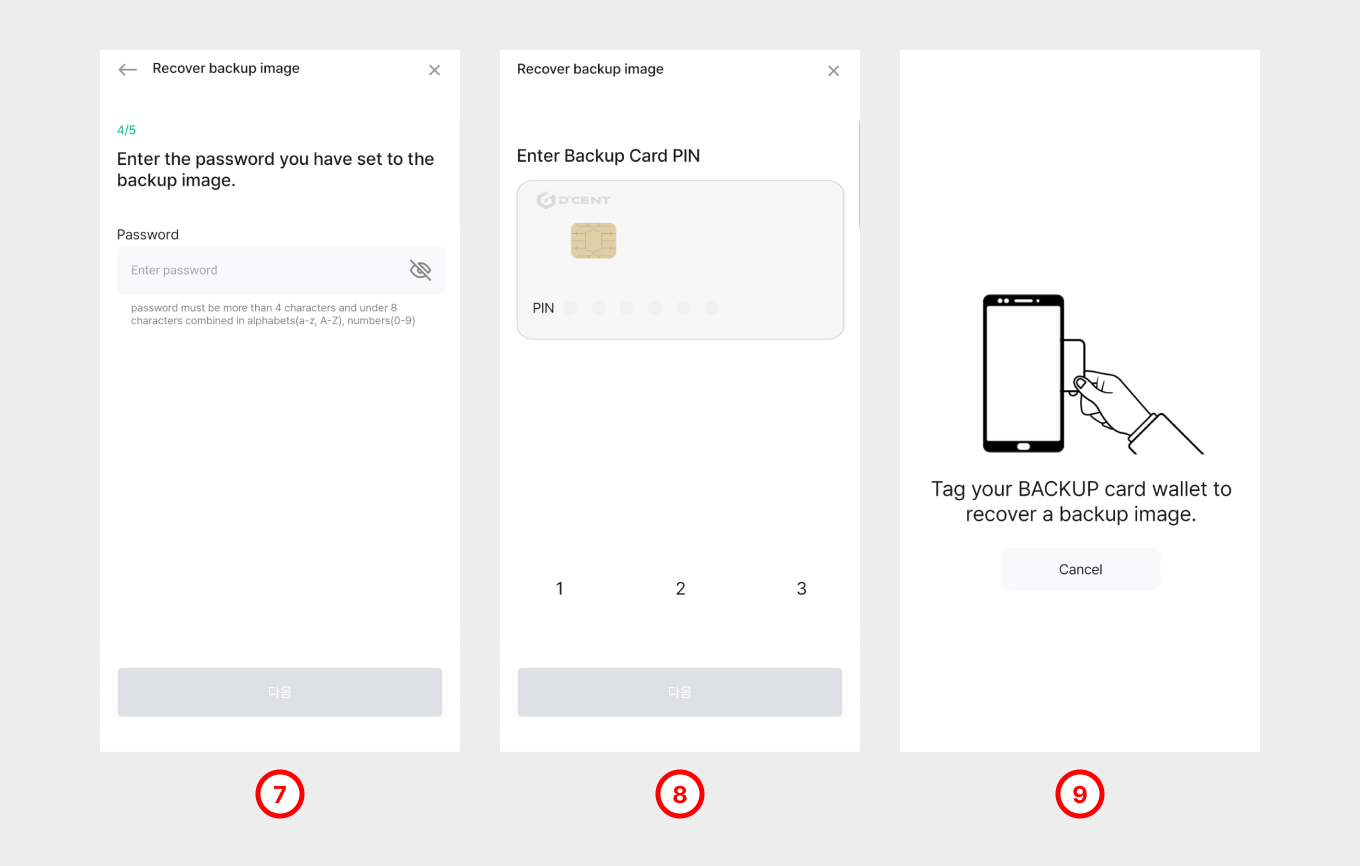 Recover backup image
4/5
Enter the password you have set to the
backup image.
Password
Enter password
password must be more than 4 characters and under 8
characters combined in alphabets(a-z, A-Z), numbers(0-9)
다음
7
Recover backup image
Enter Backup Card PIN
D'CENT
PIN
1 2 3
다음
8
Tag your BACKUP card wallet to
recover a backup image.
Cancel
9